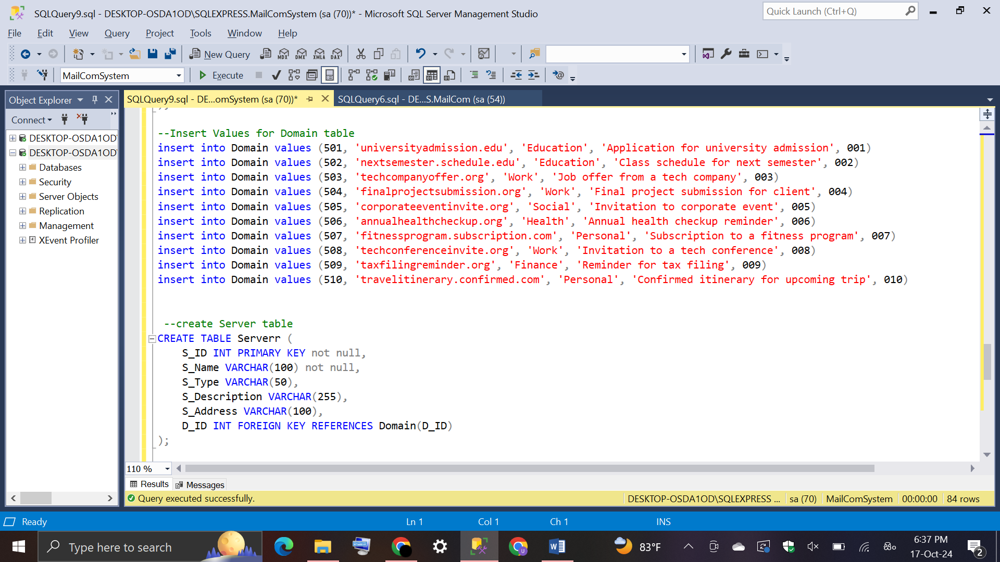 SQLQuery9.sql - DESKTOP-OSDA1OD\SQLEXPRESS.MailComSystem (sa (70))* - Microsoft SQL Server Management Studio
Quick Launch (Ctrl+Q)
File Edit View Query Project Tools Window Help
New Query MDX DMX XMLA DAX
MailComSystem Execute
Object Explorer
SQLQuery9.sql - DE...omSystem (sa (70))* SQLQuery6.sql - DE...S.MailCom (sa (54))
Connect
DESKTOP-OSDA1OD\
DESKTOP-OSDA1OD\
Databases
Security
Server Objects
Replication
Management
XEvent Profiler
--Insert Values for Domain table
insert into Domain values (501, 'universityadmission.edu', 'Education', 'Application for university admission', 001)
insert into Domain values (502, 'nextsemester.schedule.edu', 'Education', 'Class schedule for next semester', 002)
insert into Domain values (503, 'techcompanyoffer.org', 'Work', 'Job offer from a tech company', 003)
insert into Domain values (504, 'finalprojectsubmission.org', 'Work', 'Final project submission for client', 004)
insert into Domain values (505, 'corporateeventinvite.org', 'Social', 'Invitation to corporate event', 005)
insert into Domain values (506, 'annualhealthcheckup.org', 'Health', 'Annual health checkup reminder', 006)
insert into Domain values (507, 'fitnessprogram.subscription.com', 'Personal', 'Subscription to a fitness program', 007)
insert into Domain values (508, 'techconferenceinvite.org', 'Work', 'Invitation to a tech conference', 008)
insert into Domain values (509, 'taxfilingreminder.org', 'Finance', 'Reminder for tax filing', 009)
insert into Domain values (510, 'travelitinerary.confirmed.com', 'Personal', 'Confirmed itinerary for upcoming trip', 010)
--create Server table
CREATE TABLE Serverr (
S_ID INT PRIMARY KEY not null,
S_Name VARCHAR(100) not null,
S_Type VARCHAR(50),
S_Description VARCHAR(255),
S_Address VARCHAR(100),
D_ID INT FOREIGN KEY REFERENCES Domain(D_ID)
);
110 %
Results Messages
Query executed successfully. DESKTOP-OSDA1OD\SQLEXPRESS ... sa (70) MailComSystem 00:00:00 84 rows
Ready Ln 1 Col 1 Ch 1 INS
Type here to search 83°F 6:37 PM
17-Oct-24 2